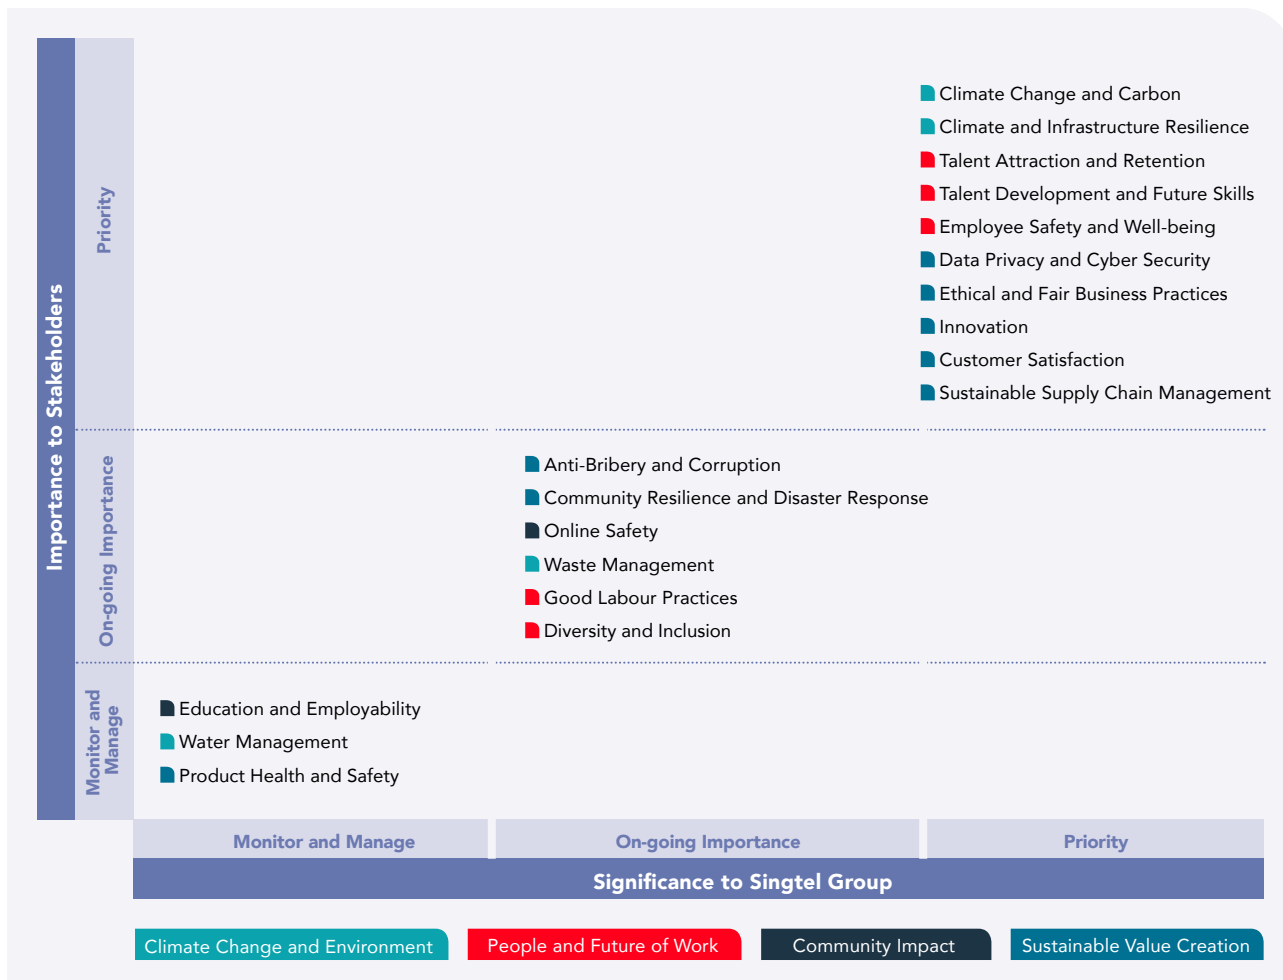 Importance to Stakeholders
Priority
Climate Change and Carbon
Climate and Infrastructure Resilience
Talent Attraction and Retention
Talent Development and Future Skills
Employee Safety and Well-being
Data Privacy and Cyber Security
Ethical and Fair Business Practices
Innovation
Customer Satisfaction
Sustainable Supply Chain Management
On-going Importance
Anti-Bribery and Corruption
Community Resilience and Disaster Response
Online Safety
Waste Management
Good Labour Practices
Diversity and Inclusion
Monitor and
Manage
Education and Employability
Water Management
Product Health and Safety
Monitor and Manage
On-going Importance
Priority
Significance to Singtel Group
Climate Change and Environment
People and Future of Work
Community Impact
Sustainable Value Creation